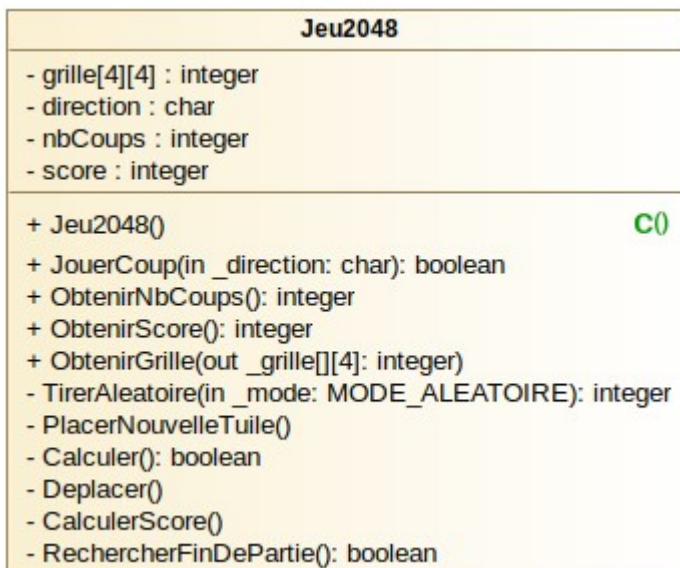 Jeu2048
- grille[4][4] : integer
- direction : char
- nbCoups : integer
- score : integer
+ Jeu2048() C()
+ JouerCoup(in _direction: char): boolean
+ ObtenirNbCoups(): integer
+ ObtenirScore(): integer
+ ObtenirGrille(out _grille[][4]: integer)
- TirerAleatoire(in _mode: MODE_ALEATOIRE): integer
- PlacerNouvelleTuile()
- Calculer(): boolean
- Deplacer()
- CalculerScore()
- RechercherFinDePartie(): boolean